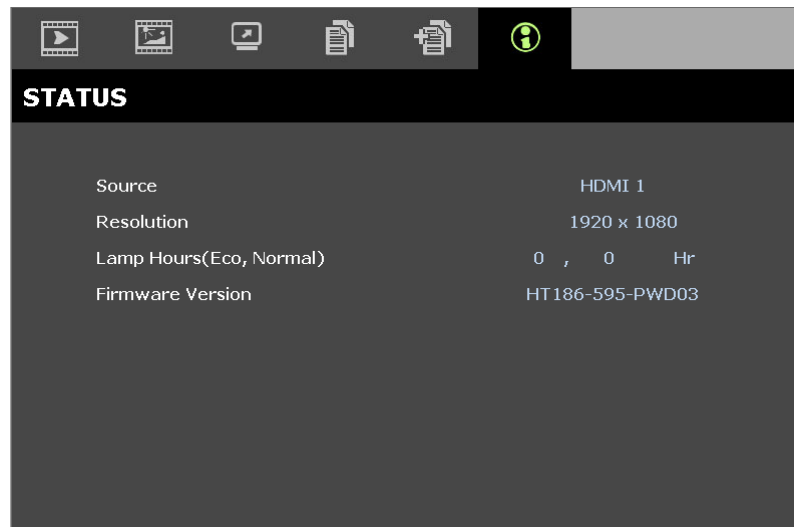 STATUS
Source HDMI 1
Resolution 1920 x 1080
Lamp Hours(Eco, Normal) 0 , 0 Hr
Firmware Version HT186-595-PWD03